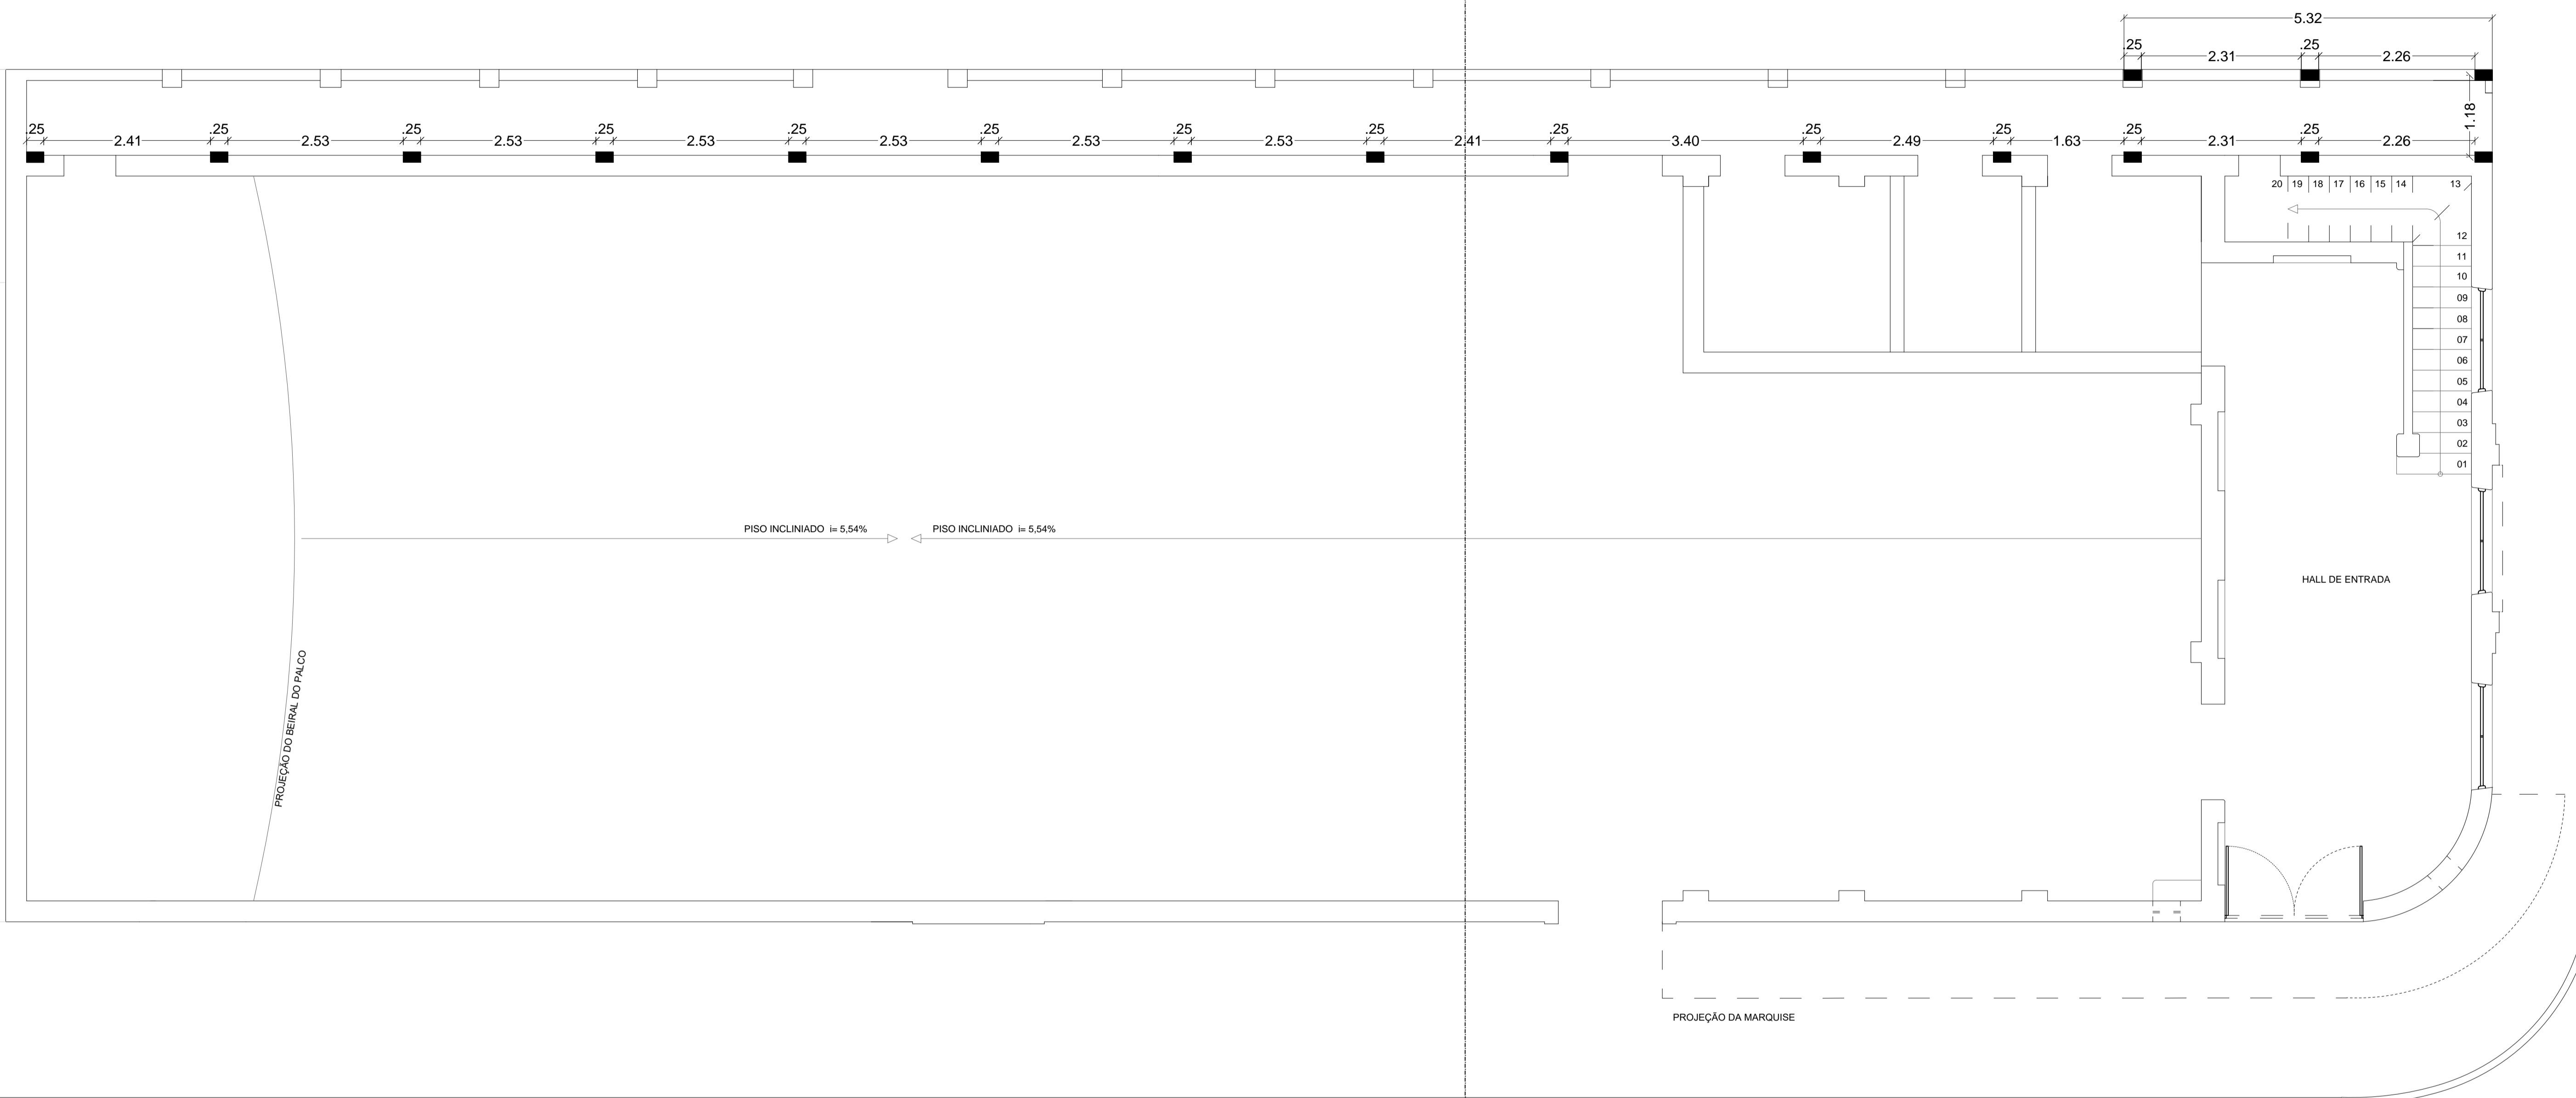 5.32
.25 .25
2.31 2.26
1.18
.25 .25 .25 .25 .25 .25 .25 .25 .25 .25 .25 .25 .25
2.41 2.53 2.53 2.53 2.53 2.53 2.53 2.41 3.40 2.49 1.63 2.31 2.26
20 19 18 17 16 15 14 13
12
11
10
09
08
07
06
05
04
03
02
01
PISO INCLINIADO i= 5,54% PISO INCLINIADO i= 5,54%
HALL DE ENTRADA
PROJEÇÃO DO BEIRAL DO PALCO
PROJEÇÃO DA MARQUISE